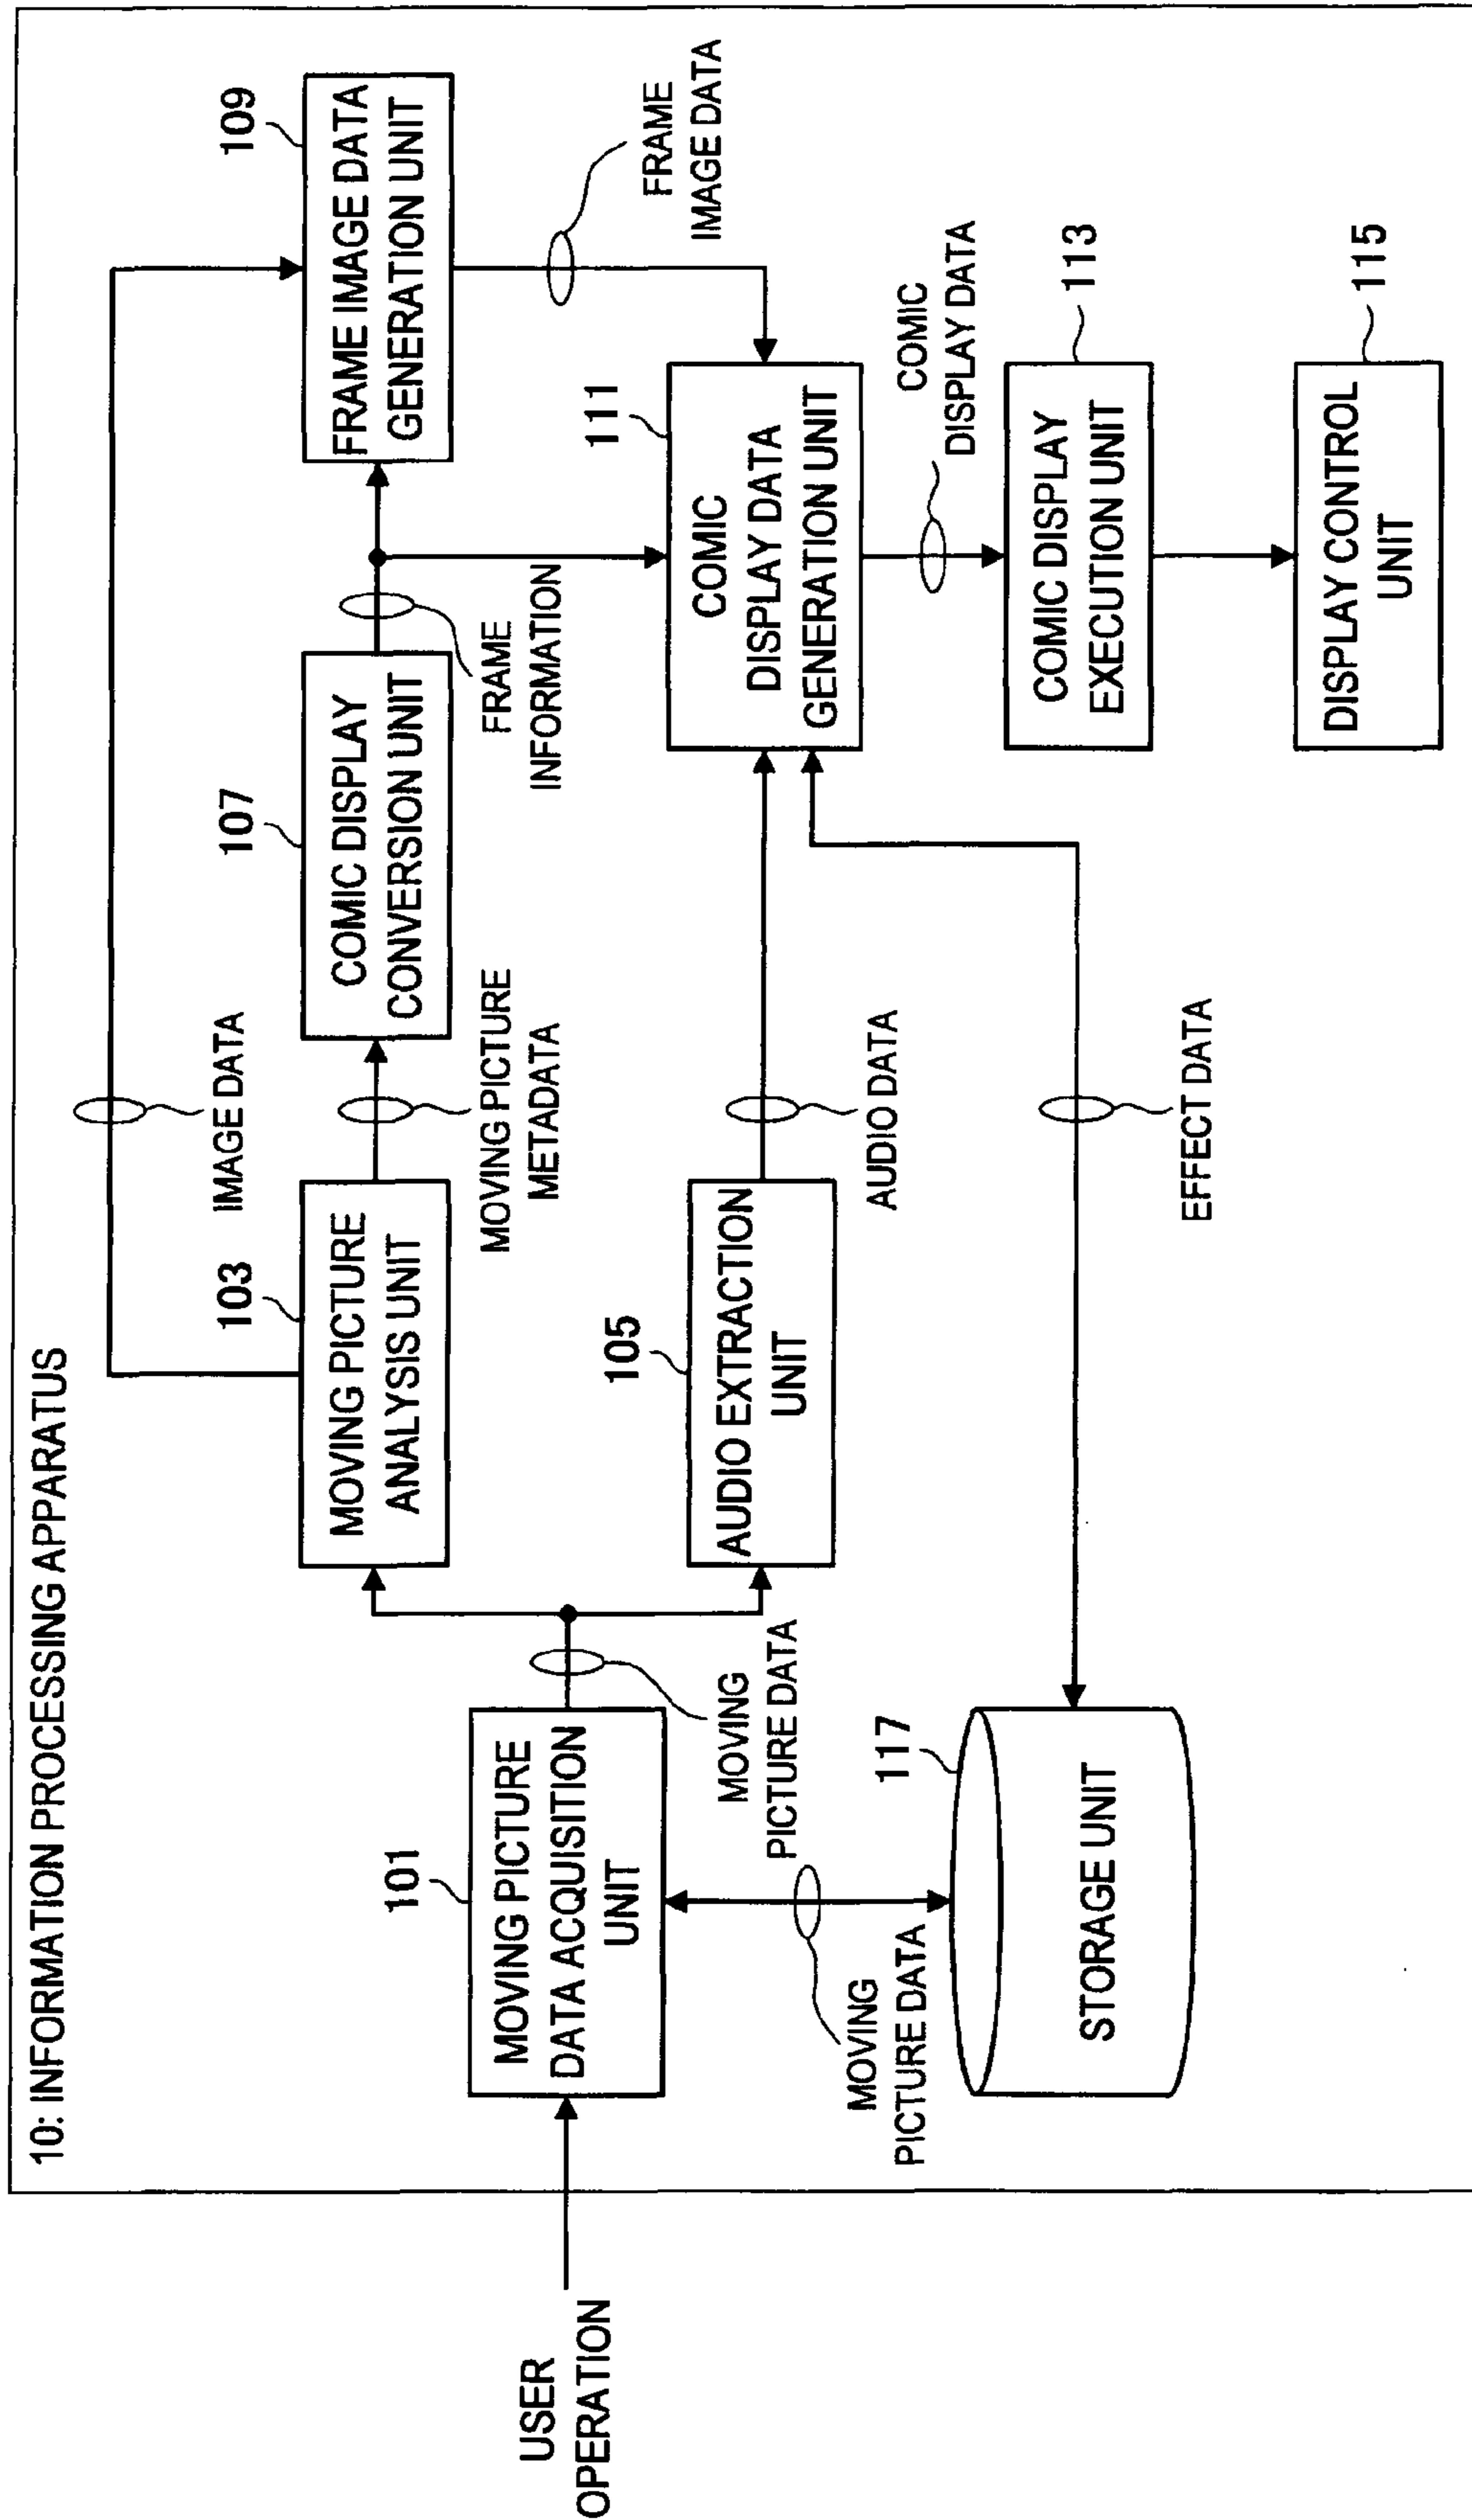 10: INFORMATION PROCESSING APPARATUS
USER
OPERATION
101
MOVING PICTURE
DATA ACQUISITION
UNIT
MOVING
PICTURE DATA
MOVING
PICTURE DATA
117
STORAGE UNIT
103
MOVING PICTURE
ANALYSIS UNIT
105
AUDIO EXTRACTION
UNIT
IMAGE DATA
MOVING PICTURE
METADATA
AUDIO DATA
EFFECT DATA
107
COMIC DISPLAY
CONVERSION UNIT
FRAME
INFORMATION
109
FRAME IMAGE DATA
GENERATION UNIT
FRAME
IMAGE DATA
111
COMIC
DISPLAY DATA
GENERATION UNIT
COMIC
DISPLAY DATA
113
COMIC DISPLAY
EXECUTION UNIT
115
DISPLAY CONTROL
UNIT